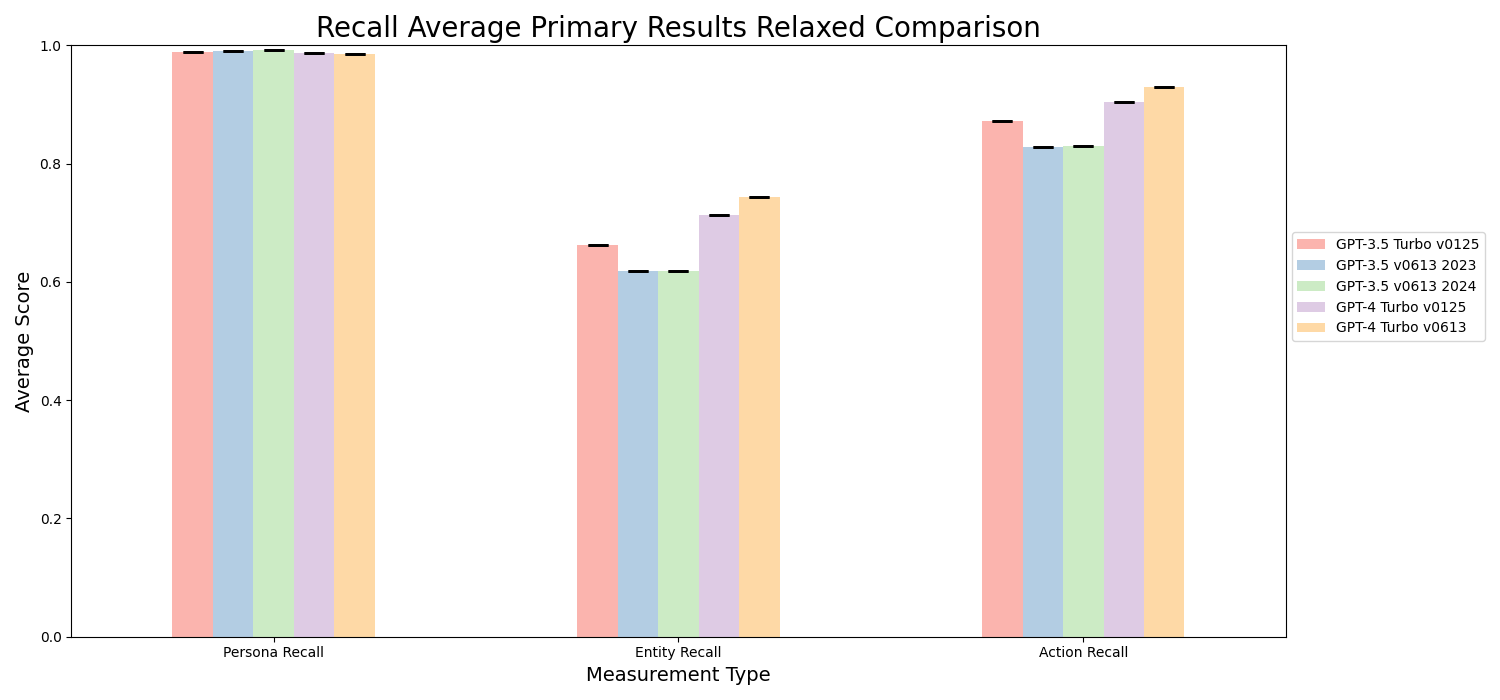 Recall Average Primary Results Relaxed Comparison
1.0
0.8
0.6
0.4
0.2
0.0
Average Score
Persona Recall
Entity Recall
Action Recall
Measurement Type
GPT-3.5 Turbo v0125
GPT-3.5 v0613 2023
GPT-3.5 v0613 2024
GPT-4 Turbo v0125
GPT-4 Turbo v0613